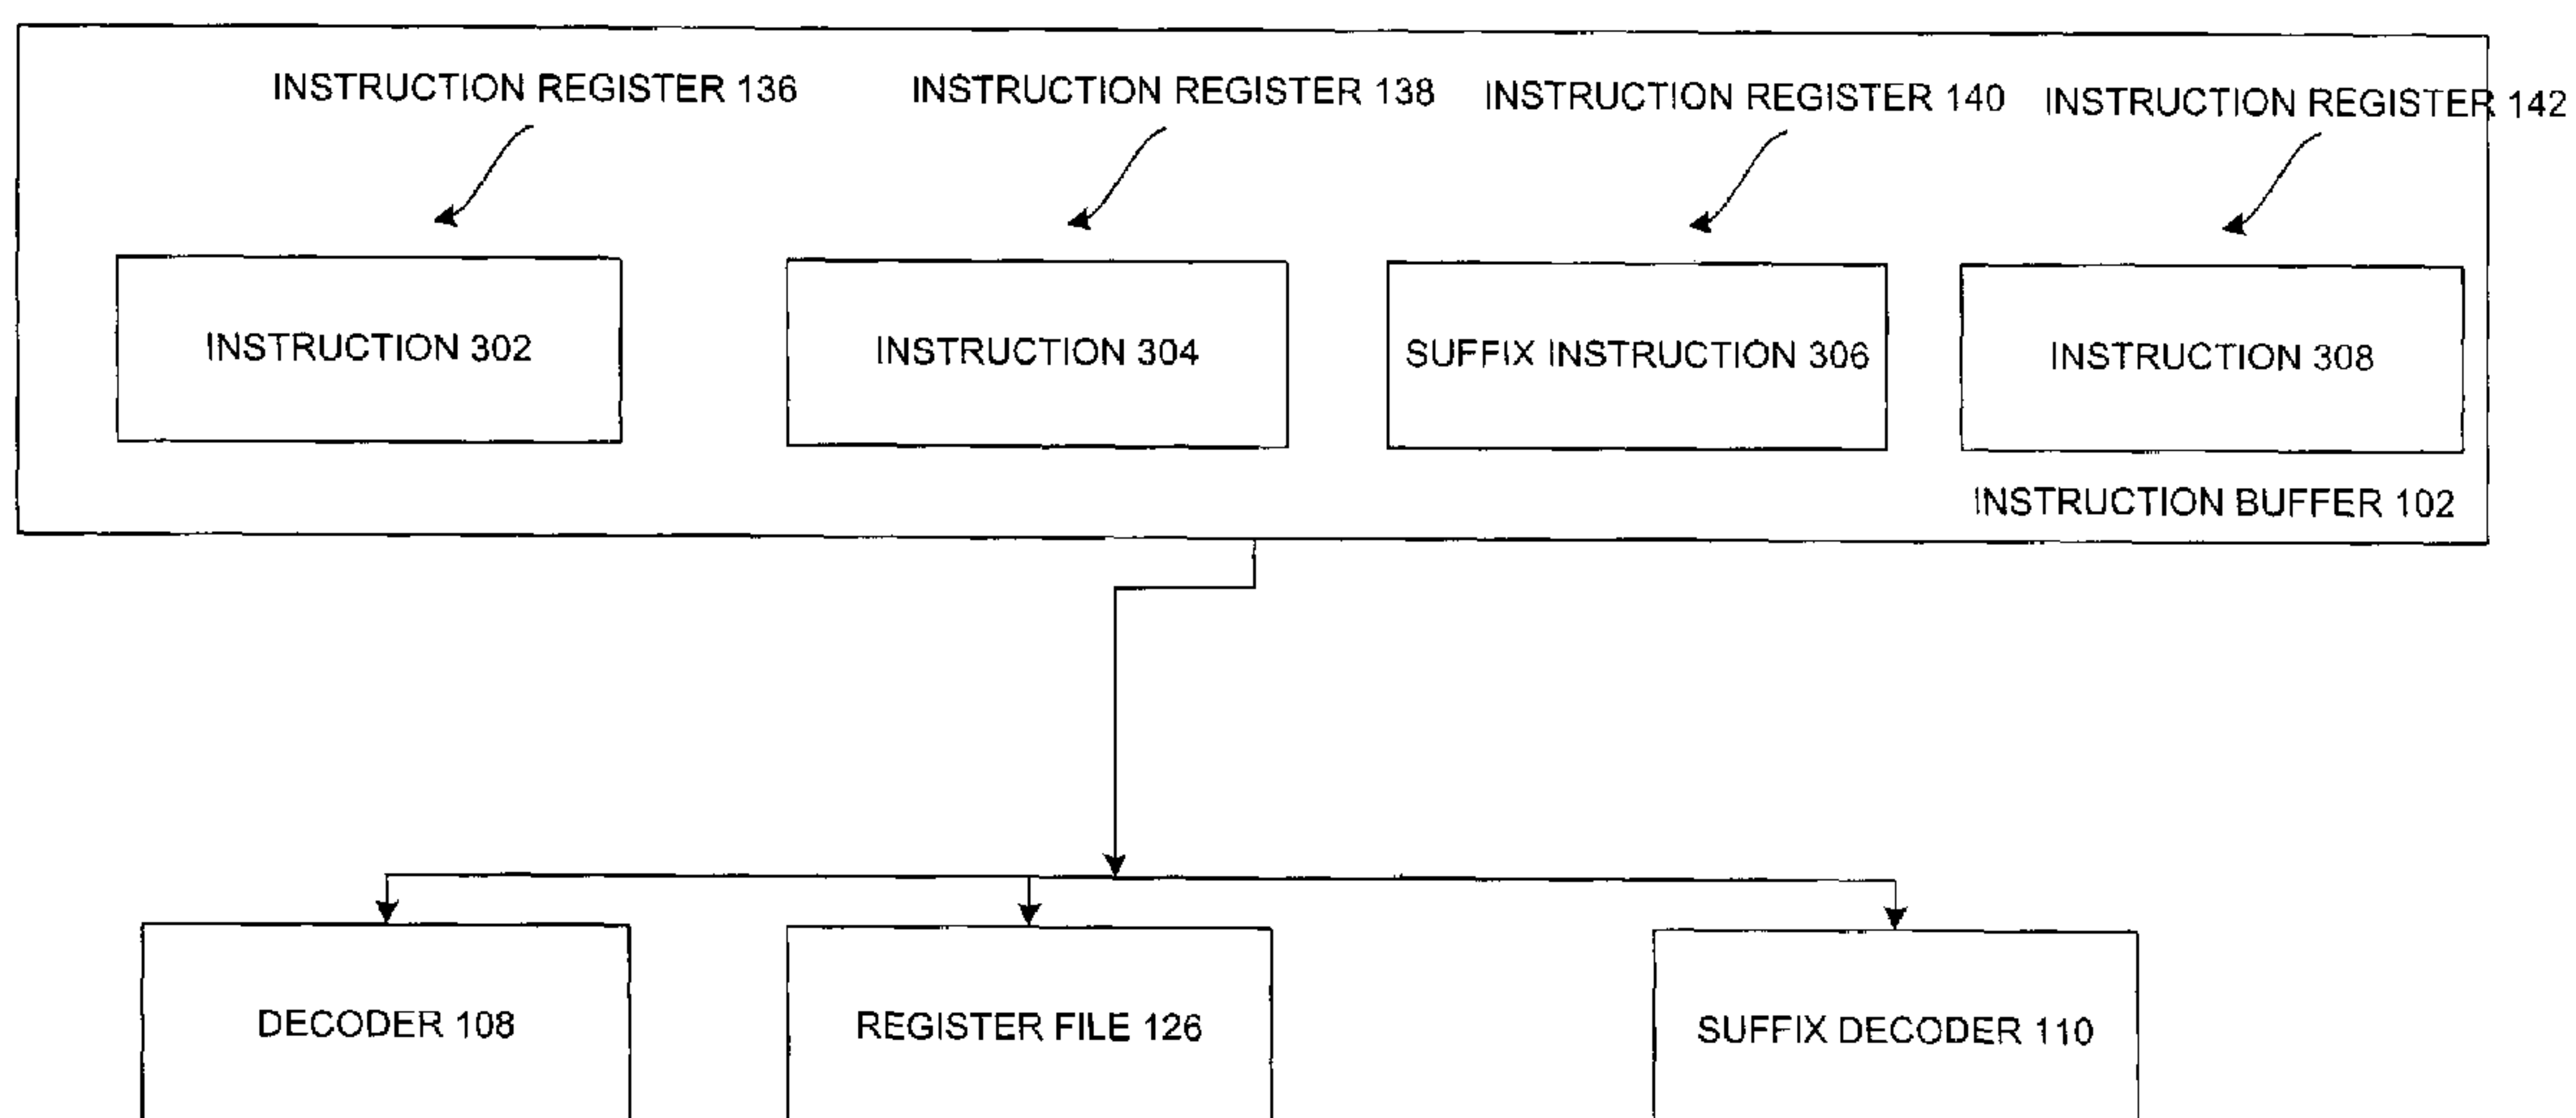 INSTRUCTION REGISTER 136
INSTRUCTION REGISTER 138
INSTRUCTION REGISTER 140
INSTRUCTION REGISTER 142
INSTRUCTION 302
INSTRUCTION 304
SUFFIX INSTRUCTION 306
INSTRUCTION 308
INSTRUCTION BUFFER 102
DECODER 108
REGISTER FILE 126
SUFFIX DECODER 110